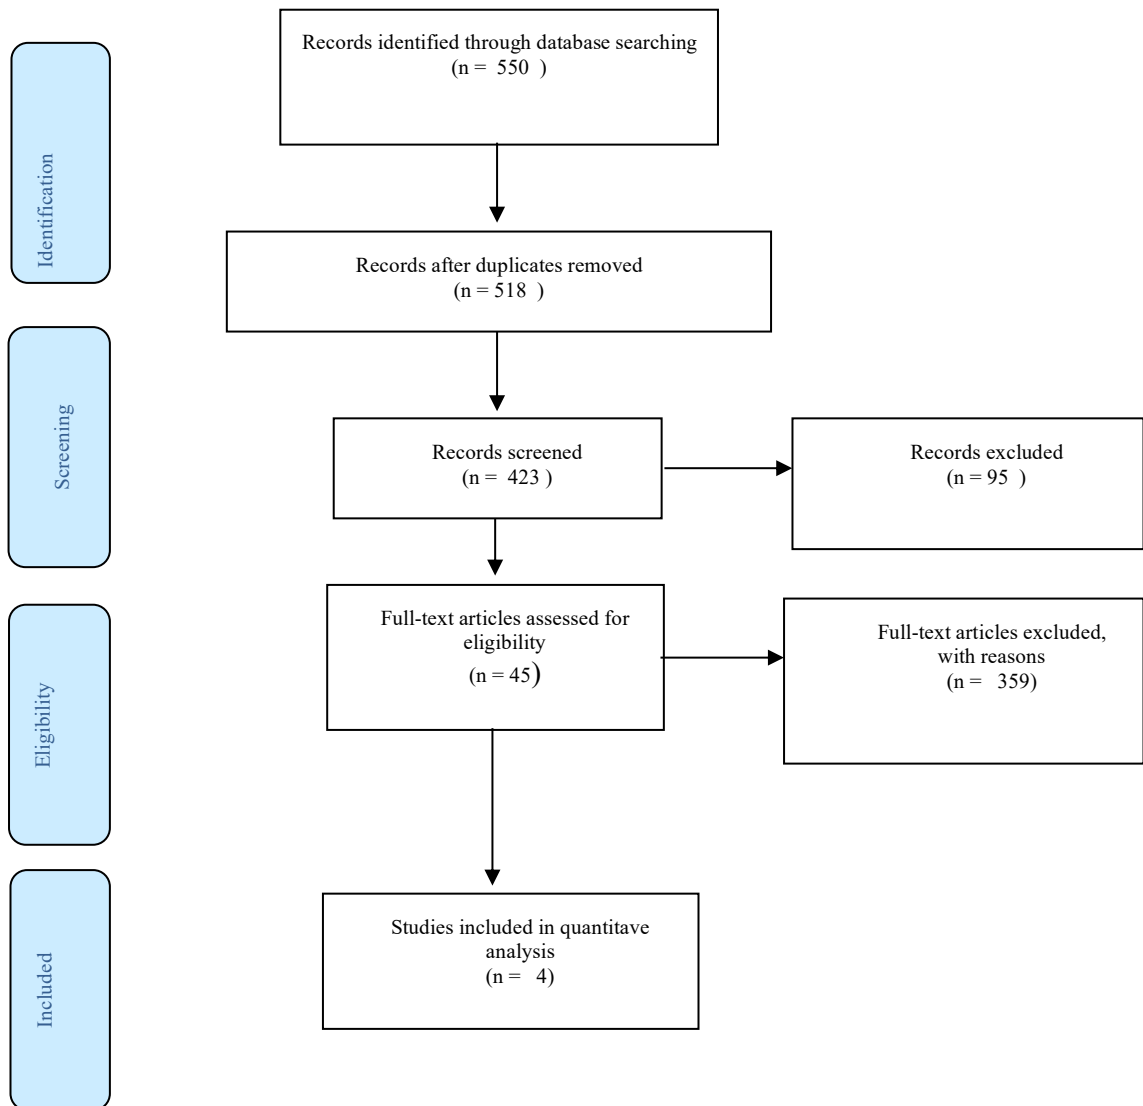 Identification
Records identified through database searching
(n = 550 )
Records after duplicates removed
(n = 518 )
Screening
Records screened
(n = 423 )
Records excluded
(n = 95 )
Eligibility
Full-text articles assessed for
eligibility
(n = 45)
Full-text articles excluded,
with reasons
(n = 359)
Included
Studies included in quantitave
analysis
(n = 4)